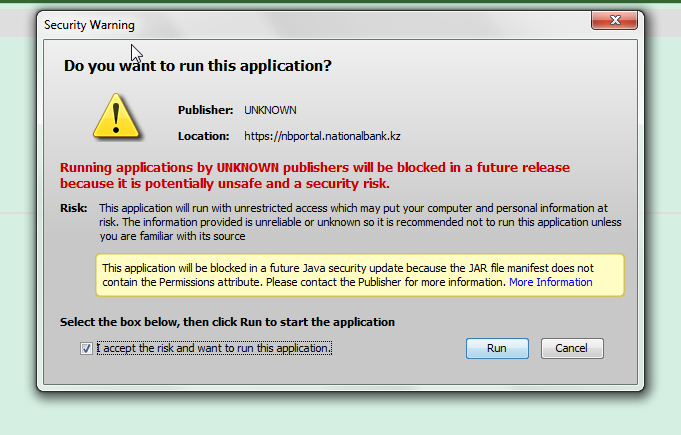 Security Warning
Do you want to run this application?
Publisher: UNKNOWN
Location: https://nbportal.nationalbank.kz
Running applications by UNKNOWN publishers will be blocked in a future release
because it is potentially unsafe and a security risk.
Risk: This application will run with unrestricted access which may put your computer and personal information at
risk. The information provided is unreliable or unknown so it is recommended not to run this application unless
you are familiar with its source
This application will be blocked in a future Java security update because the JAR file manifest does not
contain the Permissions attribute. Please contact the Publisher for more information. More Information
Select the box below, then click Run to start the application
I accept the risk and want to run this application.
Run Cancel